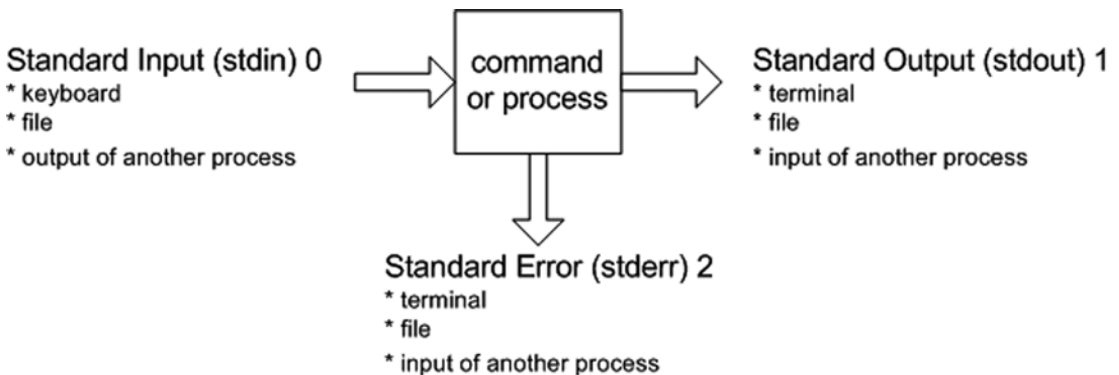 Standard Input (stdin) 0
* keyboard
* file
* output of another process
command
or process
Standard Output (stdout) 1
* terminal
* file
* input of another process
Standard Error (stderr) 2
* terminal
* file
* input of another process